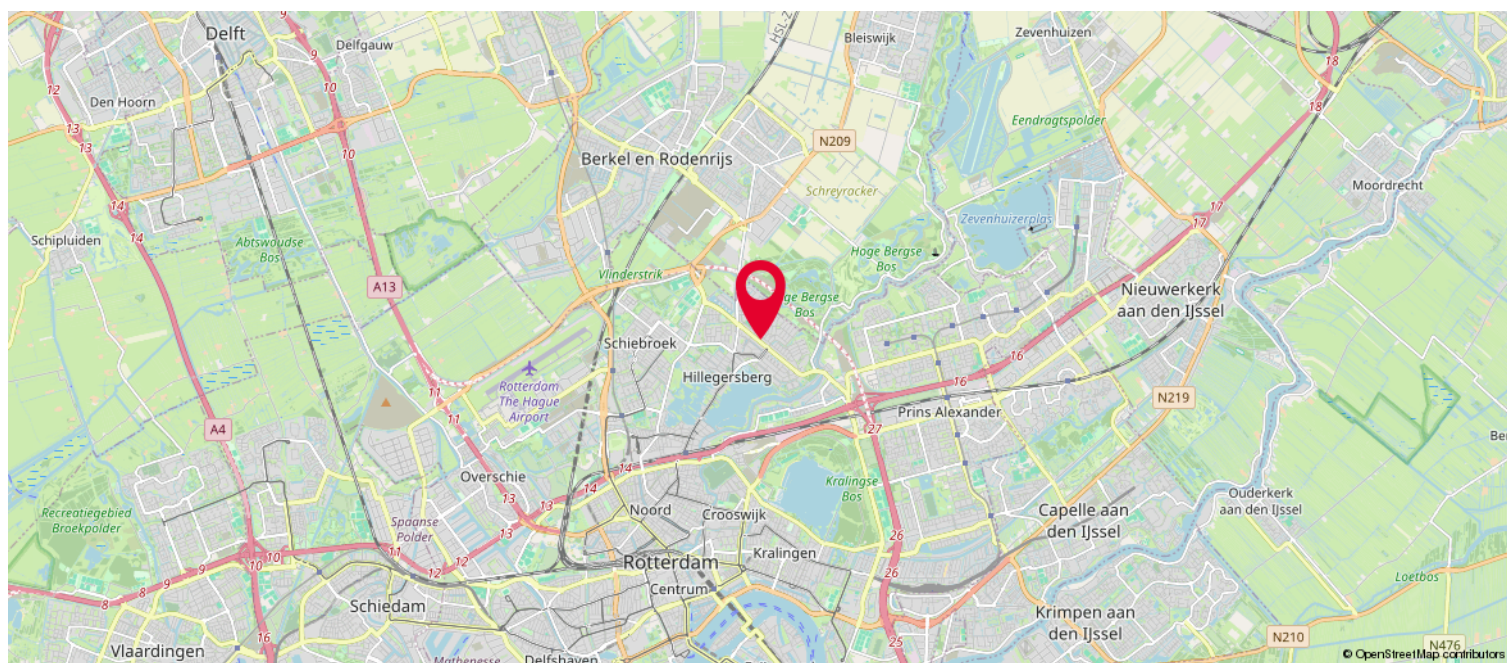 Delft
Delfgauw
9
9
10
10
12
Den Hoorn
13
13
14
14
Schipluiden
Abtswoudse
Bos
A13
A4
HSL-Z
Bleiswijk
Zevenhuizen
18
18
Eendragtspolder
N209
Berkel en Rodenrijs
Schreyracker
Moordrecht
Zevenhuizerplas
17
17
Hoge Bergse
Bos
Vlinderstrik
Hoge Bergse
Bos
Nieuwerkerk
aan den IJssel
Schiebroek
16
16
Hillegersberg
Rotterdam
The Hague
Airport
11
11
N219
Prins Alexander
27
Overschie
14
14
13
13
Kralingse
Bos
Recreatiegebied
Broekpolder
Spaanse
Polder
Noord
Crooswijk
Capelle aan
den IJssel
Ouderkerk
aan den IJssel
26
26
10
10
11
12
12
9
9
8
8
Rotterdam
Centrum
Kralingen
Schiedam
Krimpen aan
den IJssel
Loetbos
25
16
Vlaardingen
Mathenesse
Delfshaven
N210
N476
© OpenStreetMap contributors